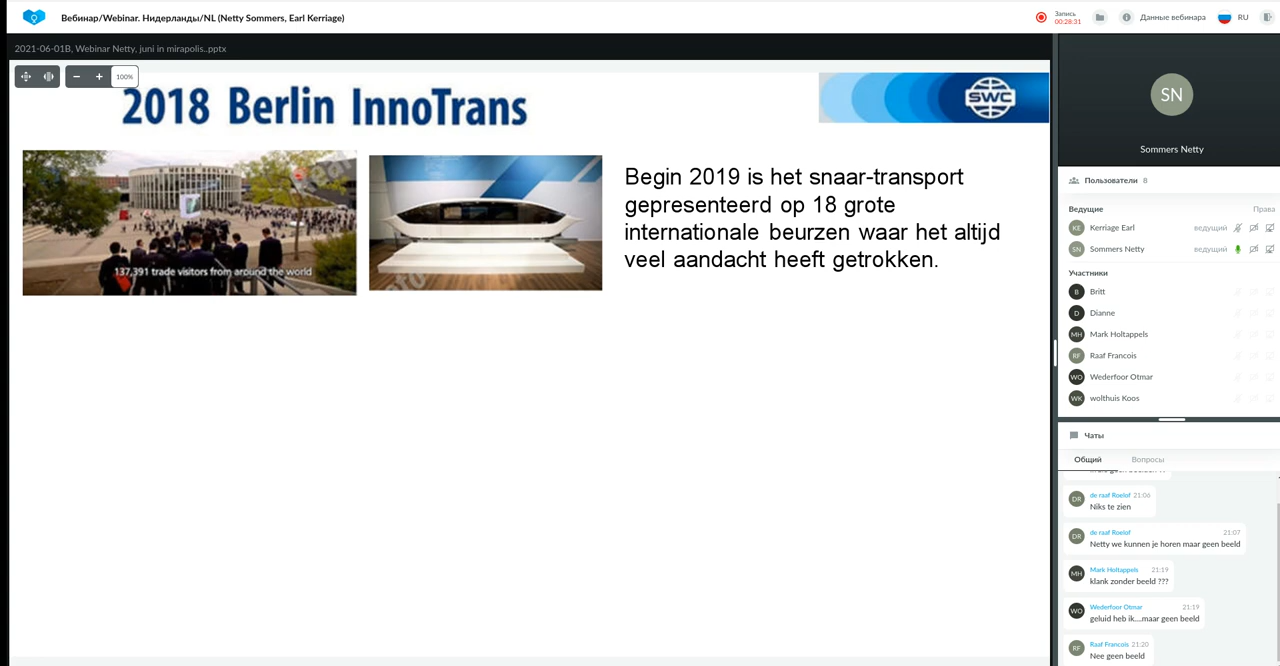 Вебинар/Webinar. Нидерланды/NL (Netty Sommers, Earl Kerriage)
Запись
00:28:31
Данные вебинара
RU
2021-06-01B, Webinar Netty, juni in mirapolis..pptx
100%
2018 Berlin InnoTrans
SWC
137,391 trade visitors from around the world
Begin 2019 is het snaar-transport
gepresenteerd op 18 grote
internationale beurzen waar het altijd
veel aandacht heeft getrokken.
SN
Sommers Netty
Пользователи 8
Ведущие Права
KE Kerriage Earl ведущий
SN Sommers Netty ведущий
Участники
B Britt
D Dianne
MH Mark Holtappels
RF Raaf Francois
WO Wederfoor Otmar
WK wolthuis Koos
Чаты
Общий Вопросы
DR de raaf Roelof 21:06
Niks te zien
DR de raaf Roelof 21:07
Netty we kunnen je horen maar geen beeld
MH Mark Holtappels 21:19
klank zonder beeld ???
WO Wederfoor Otmar 21:19
geluid heb ik....maar geen beeld
RF Raaf Francois 21:20
Nee geen beeld